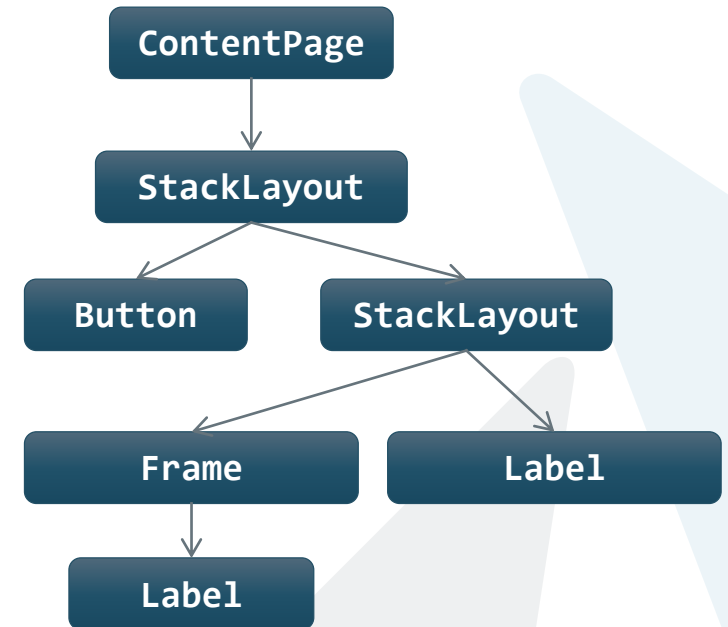 ContentPage
StackLayout
Button
StackLayout
Frame
Label
Label